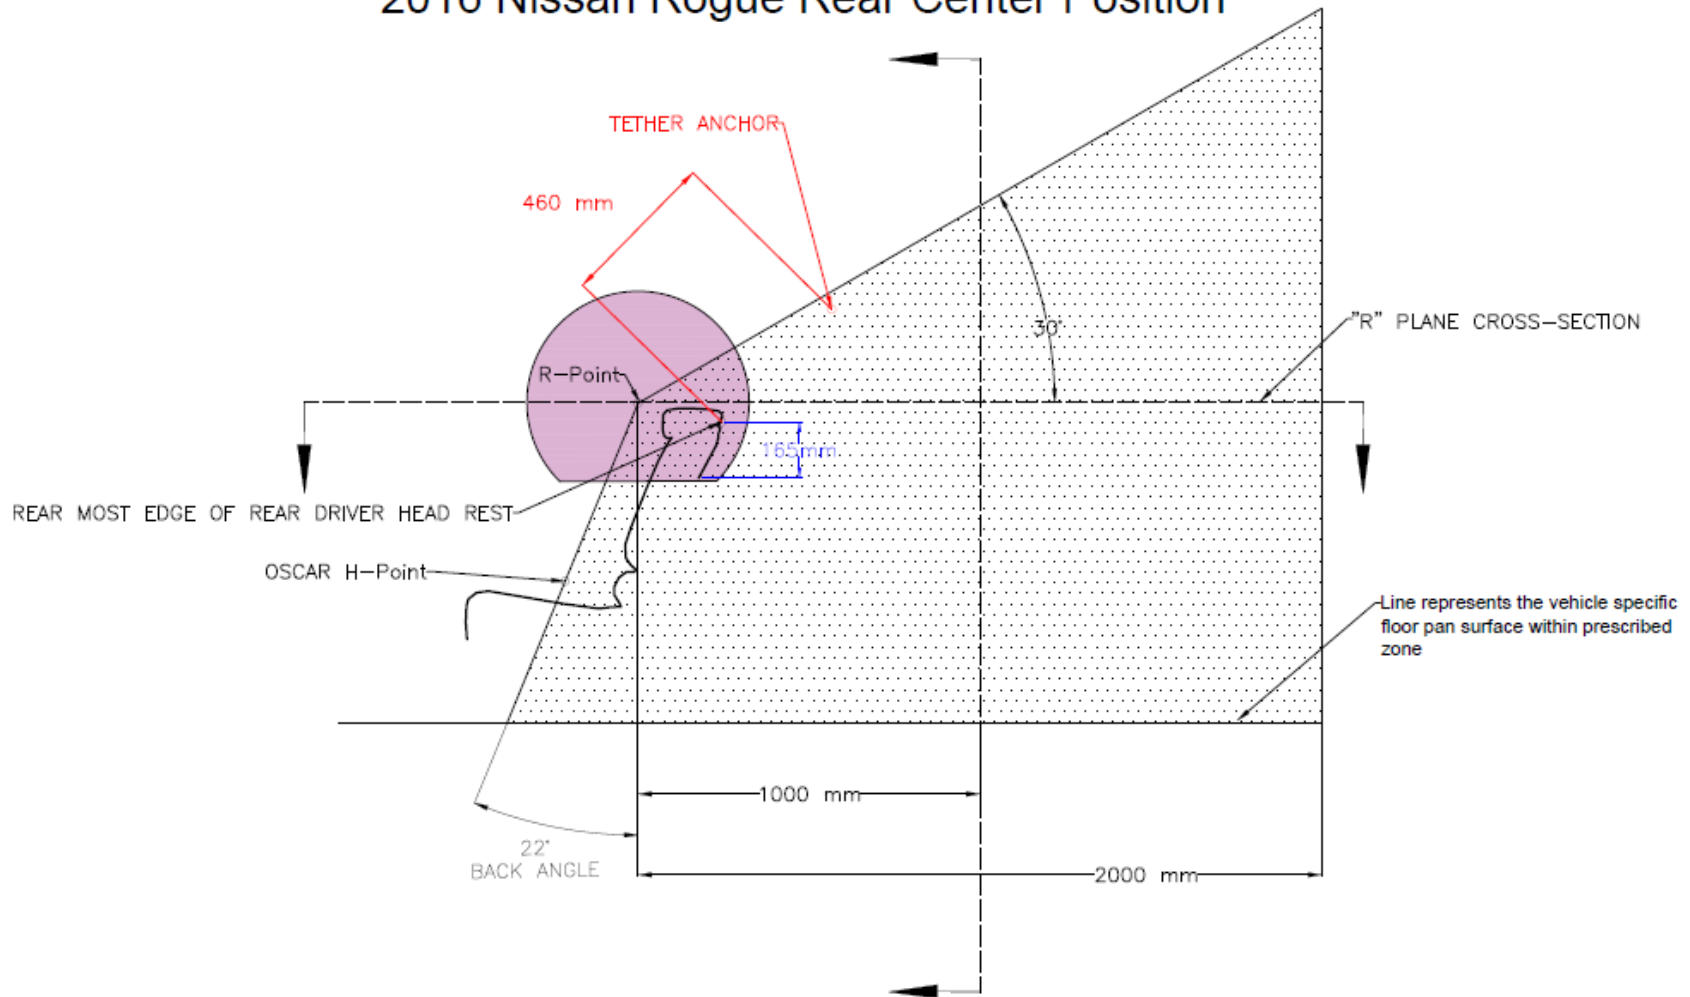 2016 Nissan Rogue Rear Center Position
TETHER ANCHOR
460 mm
30°
"R" PLANE CROSS-SECTION
R-Point
165mm
REAR MOST EDGE OF REAR DRIVER HEAD REST
OSCAR H-Point
Line represents the vehicle specific
floor pan surface within prescribed
zone
1000 mm
22°
BACK ANGLE
2000 mm